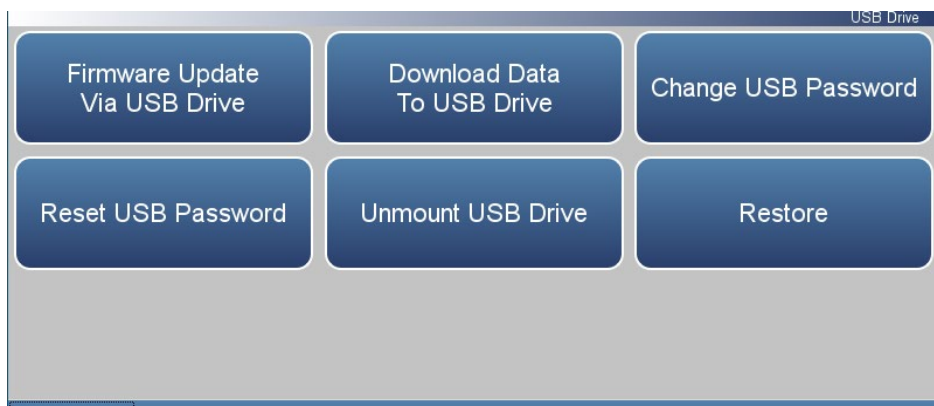 USB Drive
Firmware Update
Via USB Drive
Download Data
To USB Drive
Change USB Password
Reset USB Password
Unmount USB Drive
Restore